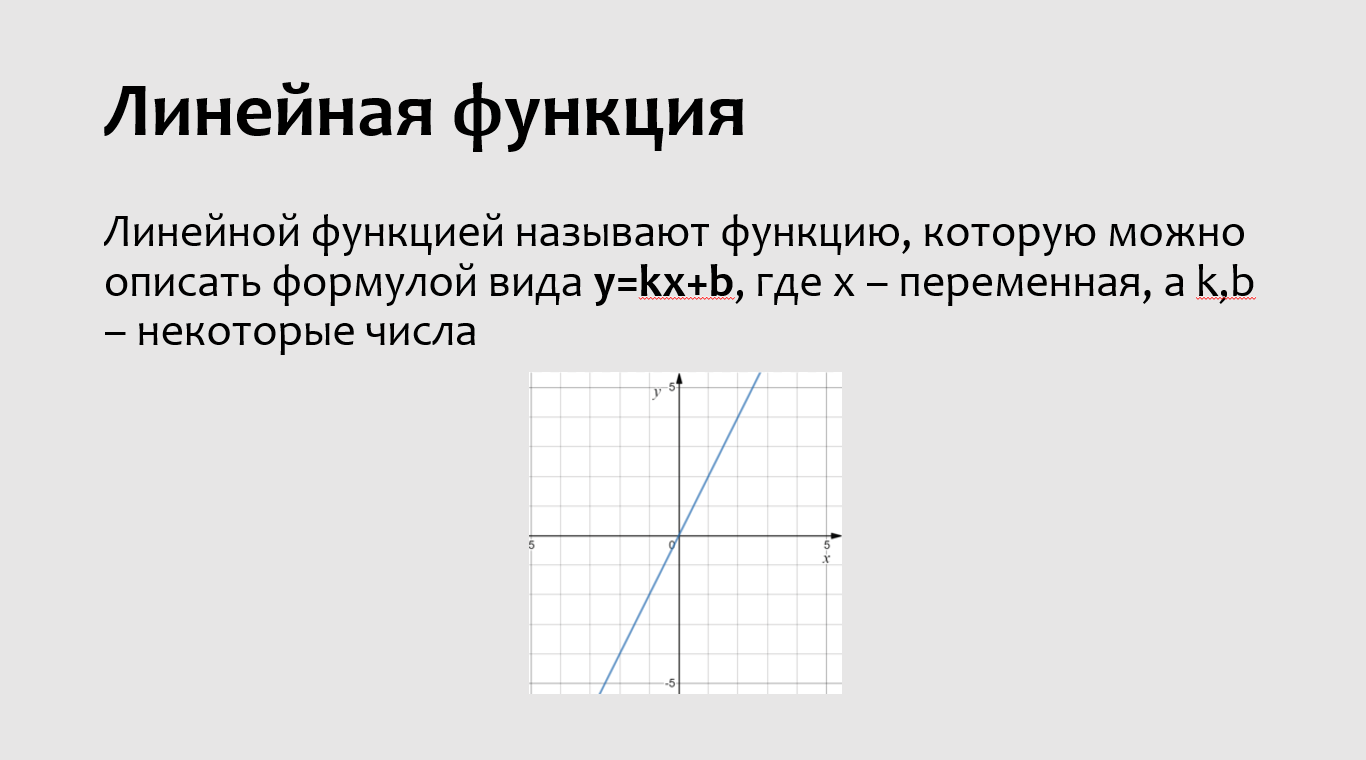 Линейная функция
Линейной функцией называют функцию, которую можно
описать формулой вида y=kx+b, где x – переменная, а k,b
– некоторые числа
y 5
5 0 5
x
-5